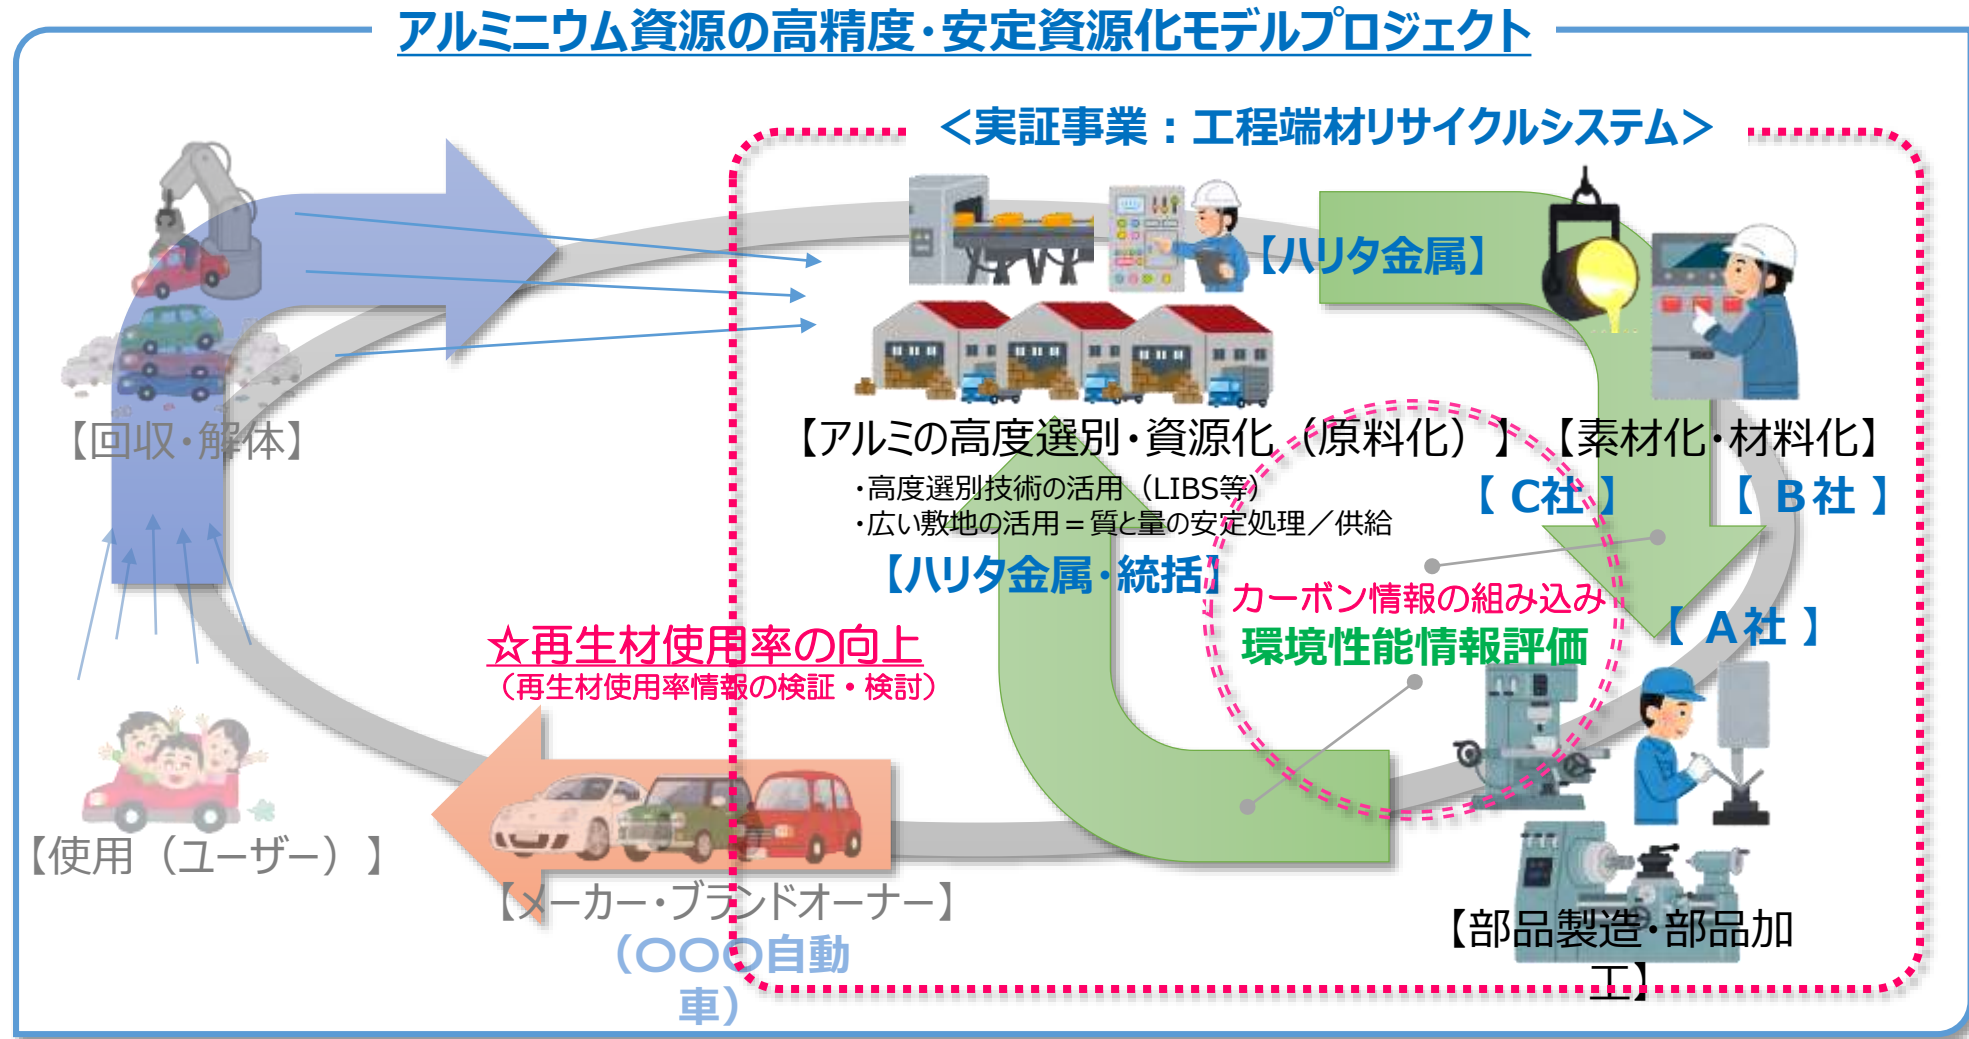 アルミニウム資源の高精度・安定資源化モデルプロジェクト
＜実証事業：工程端材リサイクルシステム＞
【ハリタ金属】
【回収・解体】
【アルミの高度選別・資源化（原料化）】
【素材化・材料化】
・高度選別技術の活用（LIBS等）
・広い敷地の活用＝質と量の安定処理／供給
【ハリタ金属・統括】
【 C社 】
【 B社 】
カーボン情報の組み込み
環境性能情報評価
【 A社 】
☆再生材使用率の向上
（再生材使用率情報の検証・検討）
【使用（ユーザー）】
【メーカー・ブランドオーナー】
（〇〇〇自動
車）
【部品製造・部品加
工】